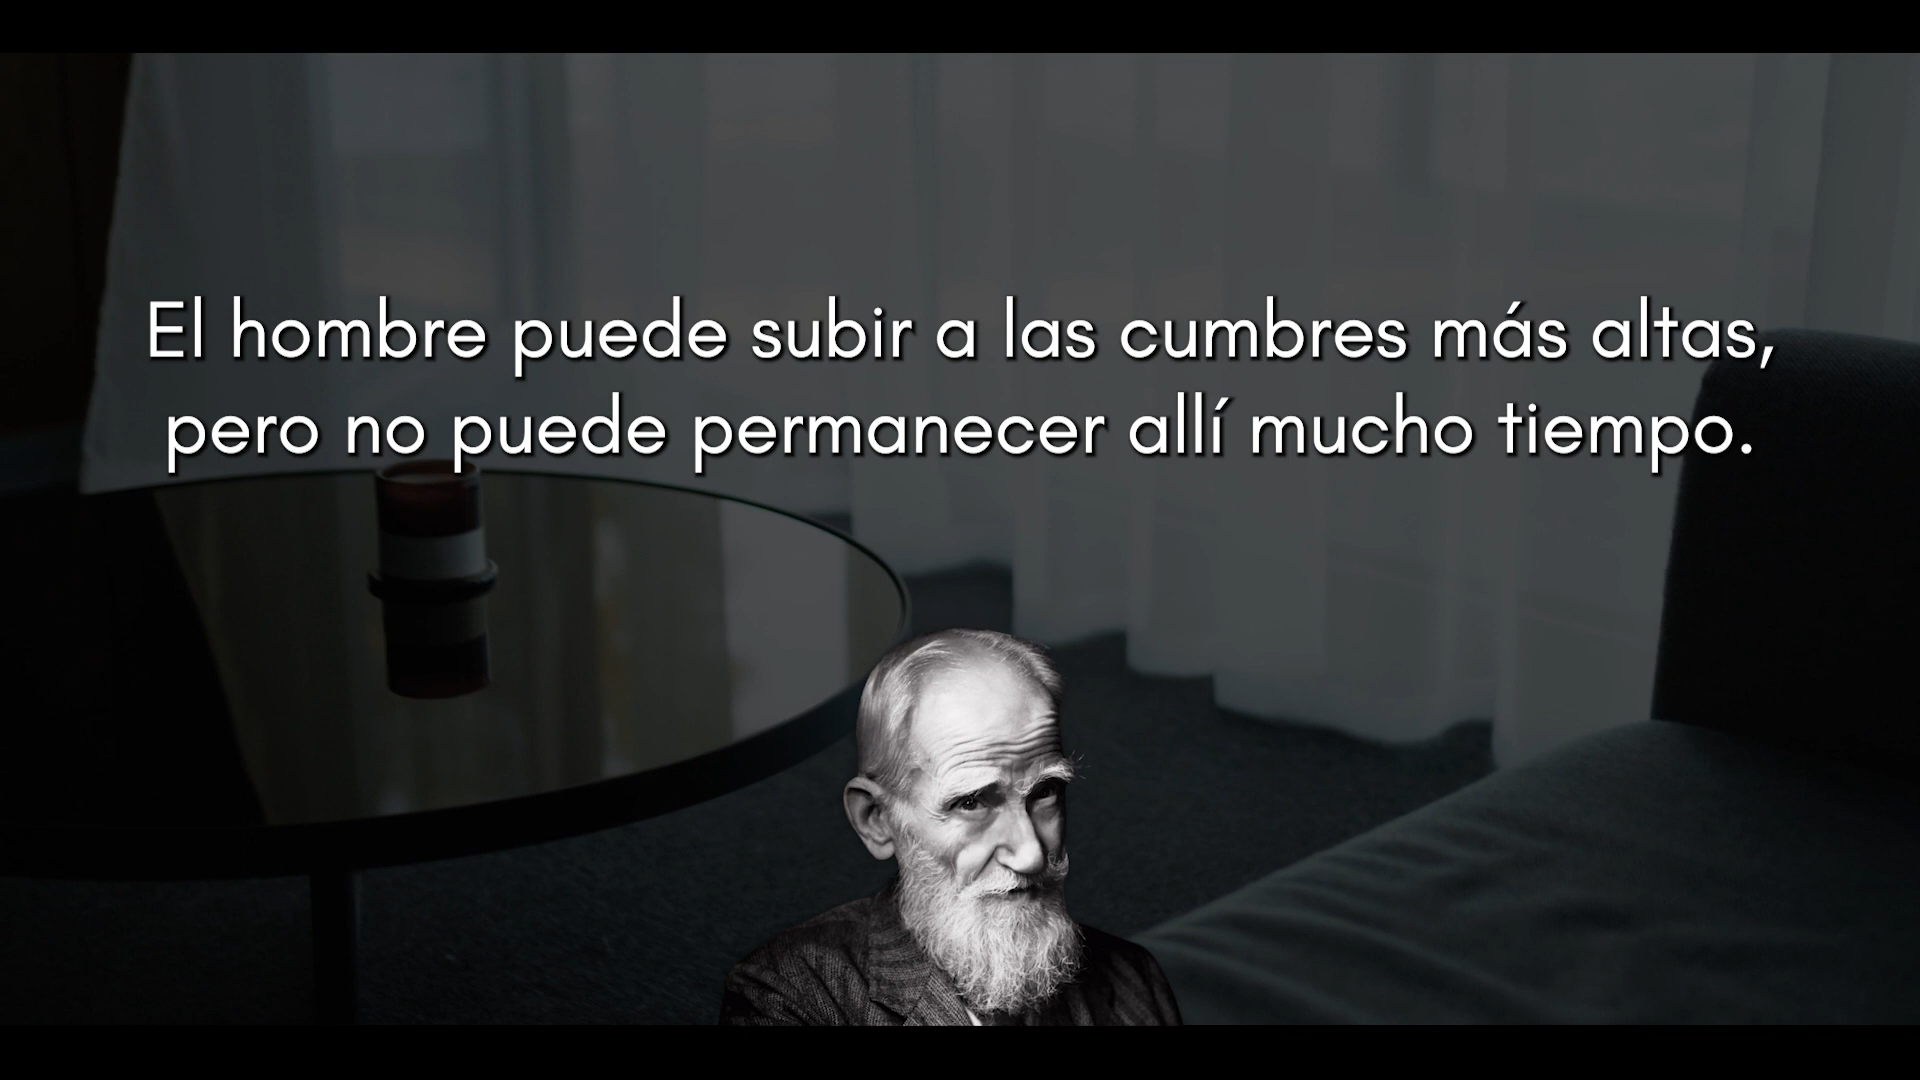 El hombre puede subir a las cumbres más altas,
pero no puede permanecer allí mucho tiempo.